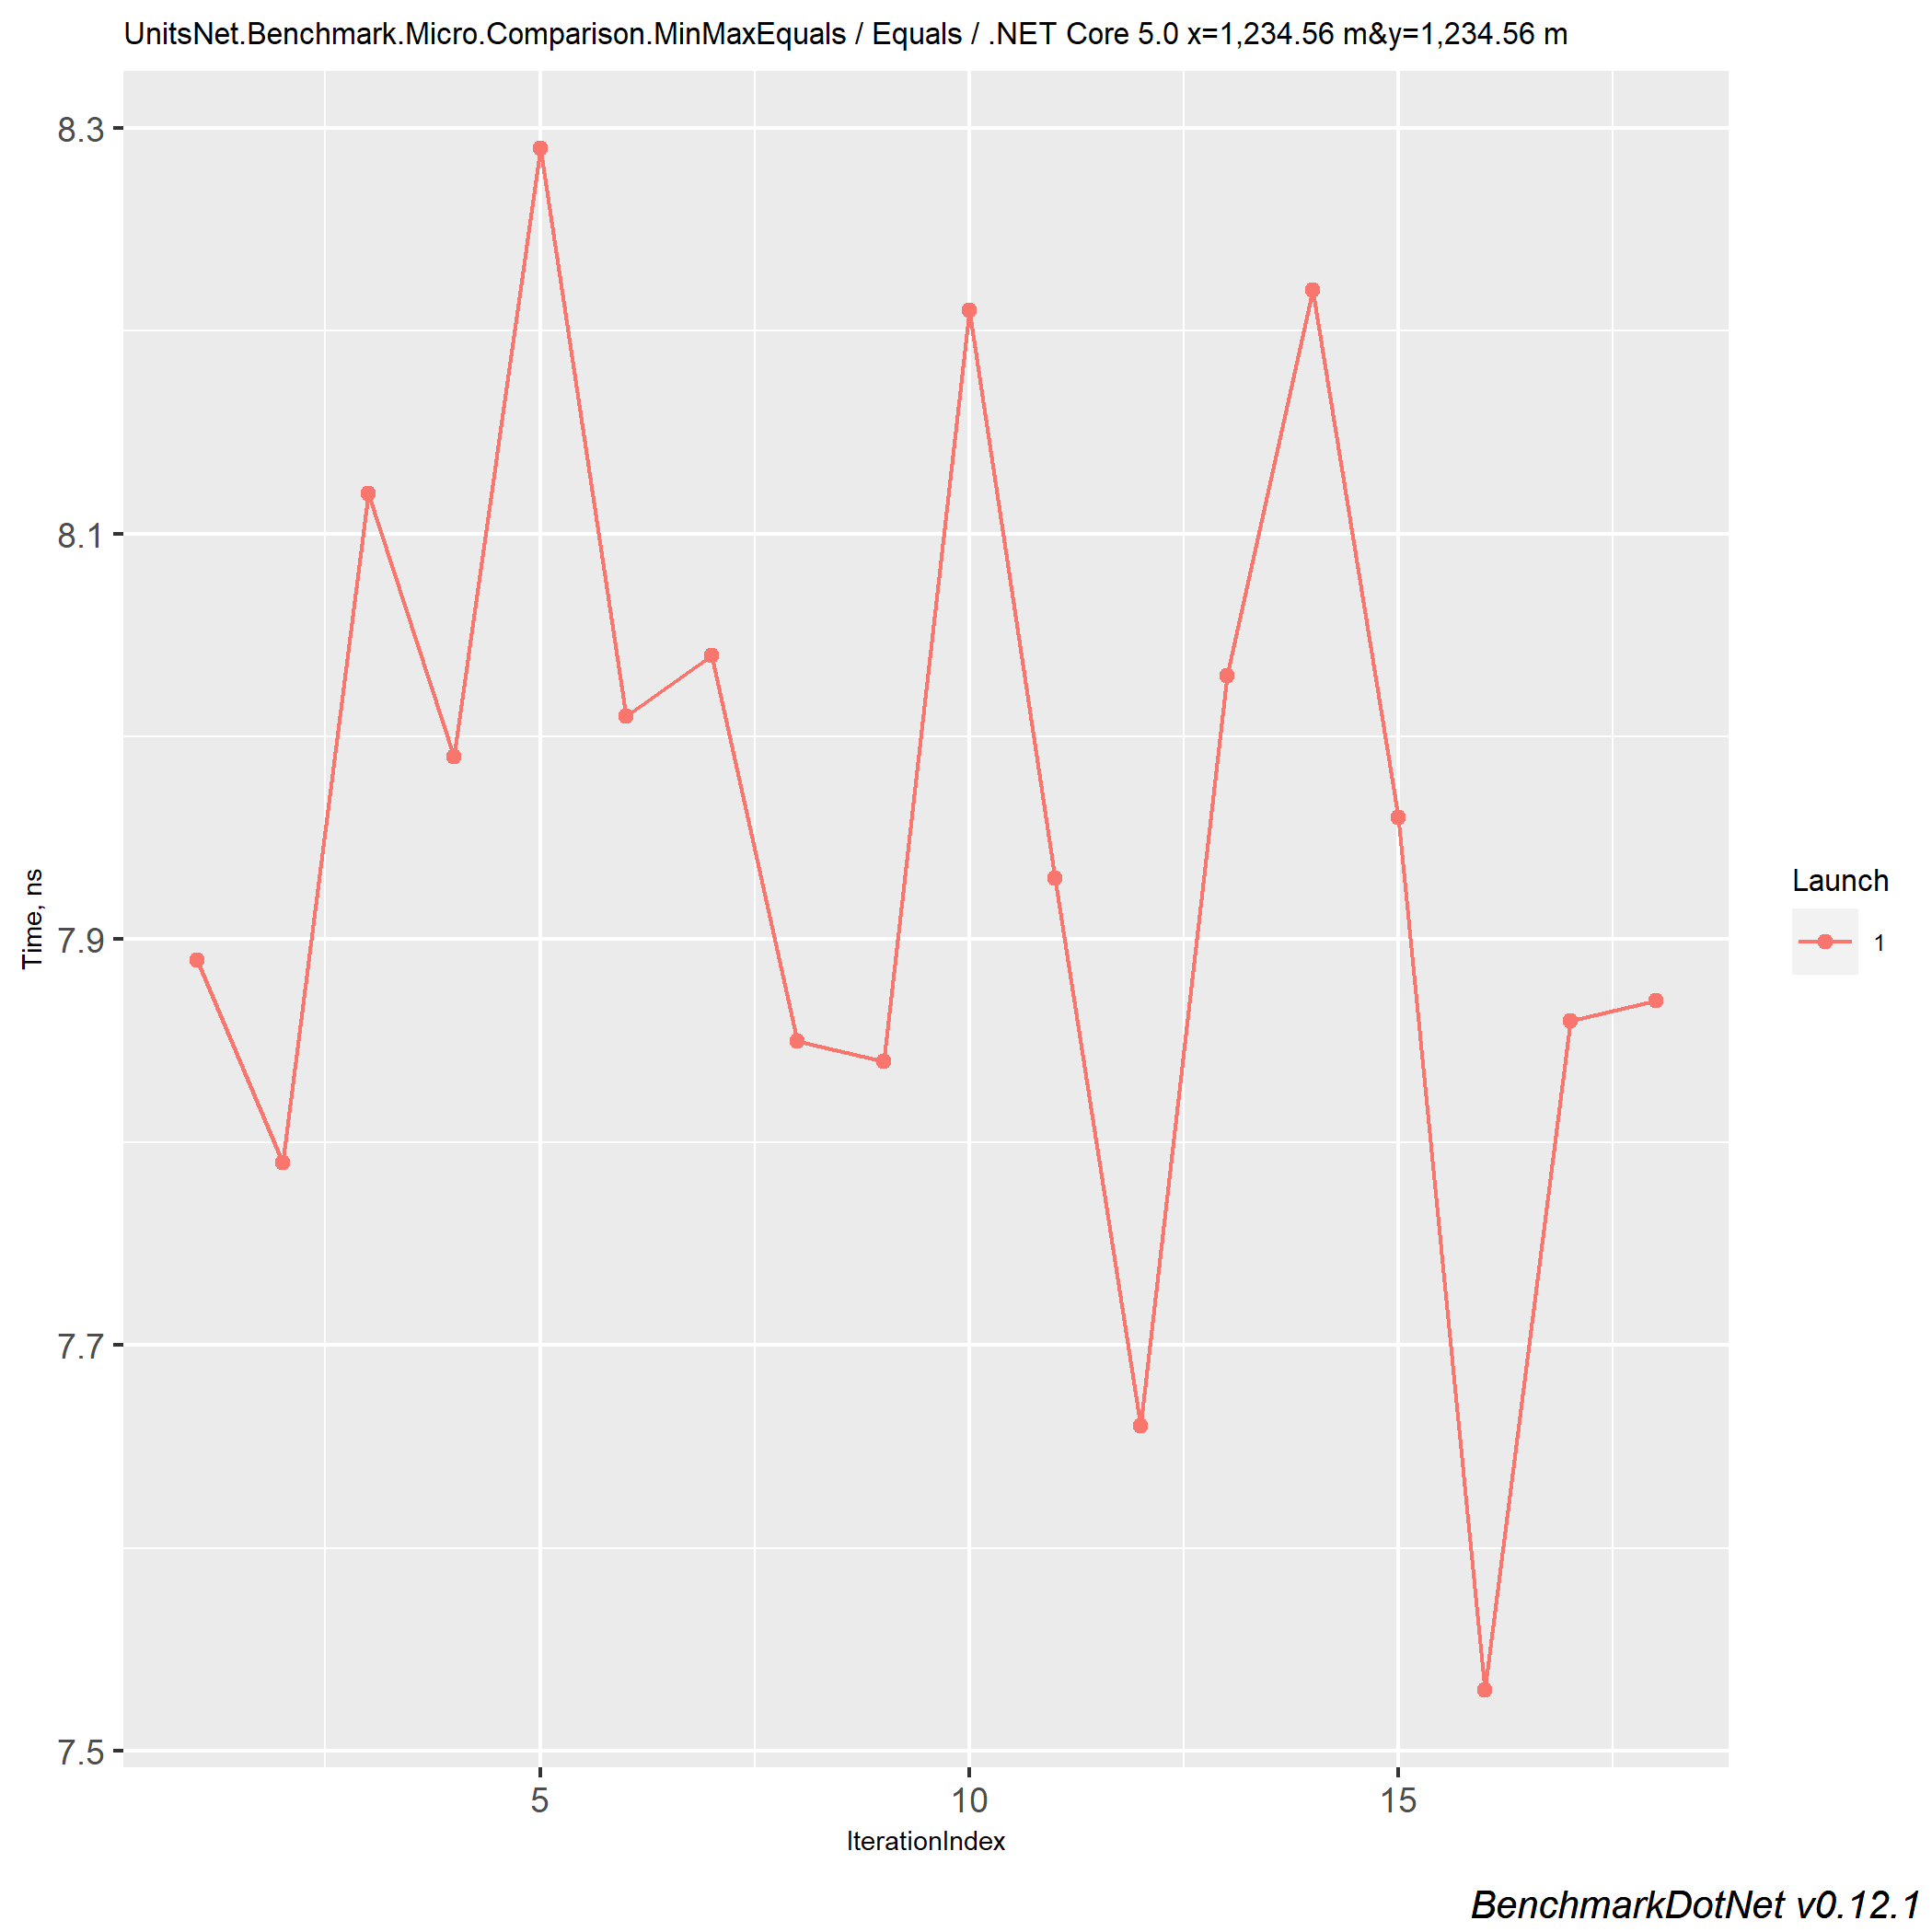 UnitsNet.Benchmark.Micro.Comparison.MinMaxEquals / Equals / .NET Core 5.0 x=1,234.56 m&y=1,234.56 m
8.3
8.1
7.9
7.7
7.5
Time, ns
5 10 15
IterationIndex
Launch
1
BenchmarkDotNet v0.12.1